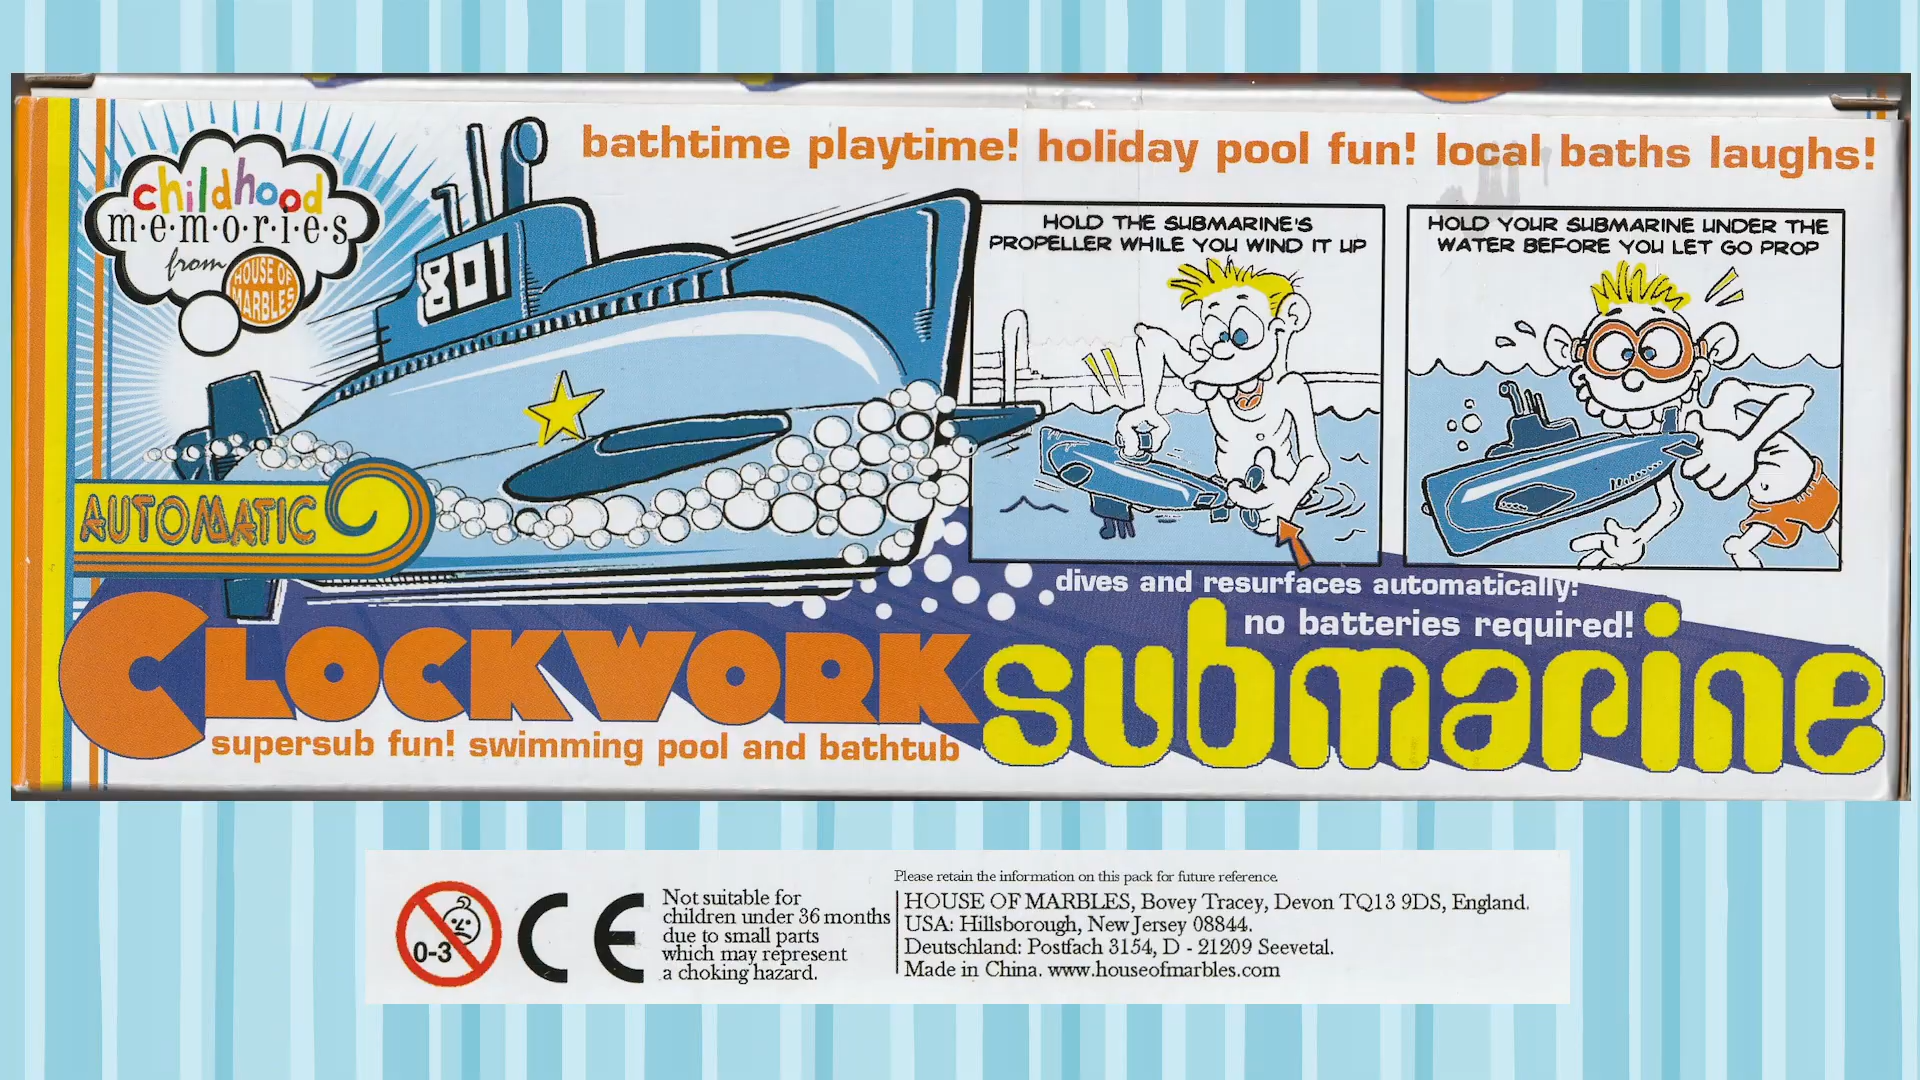 childhood
m·e·m·o·r·i·e·s
from
HOUSE OF
MARBLES
bathtime playtime! holiday pool fun! local baths laughs!
801
HOLD THE SUBMARINE'S
PROPELLER WHILE YOU WIND IT UP
HOLD YOUR SUBMARINE UNDER THE
WATER BEFORE YOU LET GO PROP
AUTOMATIC
dives and resurfaces automatically!
no batteries required!
CLOCKWORK submarine
supersub fun! swimming pool and bathtub
0-3
CE
Not suitable for
children under 36 months
due to small parts
which may represent
a choking hazard.
Please retain the information on this pack for future reference.
HOUSE OF MARBLES, Bovey Tracey, Devon TQ13 9DS, England.
USA: Hillsborough, New Jersey 08844.
Deutschland: Postfach 3154, D - 21209 Seevetal.
Made in China. www.houseofmarbles.com